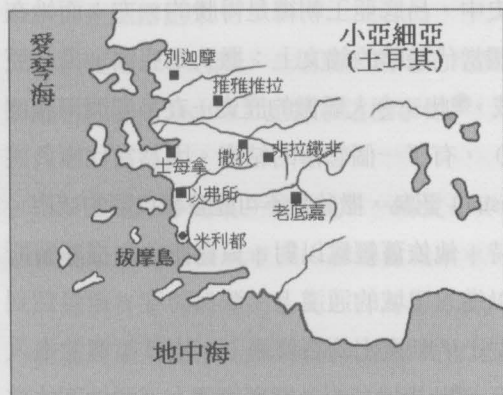 愛琴海
小亞細亞
(土耳其)
別迦摩
推雅推拉
士每拿
撒狄
非拉鐵非
以弗所
老底嘉
米利都
拔摩島
地中海